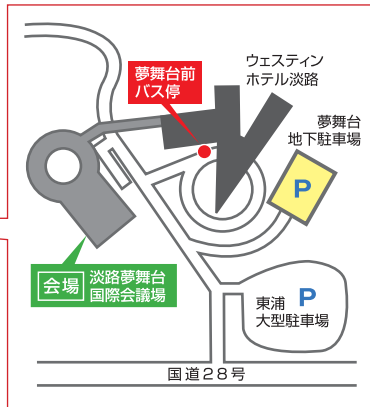 ウェスティン
ホテル淡路
夢舞台前
バス停
夢舞台
地下駐車場
P
会場
淡路夢舞台
国際会議場
東浦
大型駐車場
P
国道28号